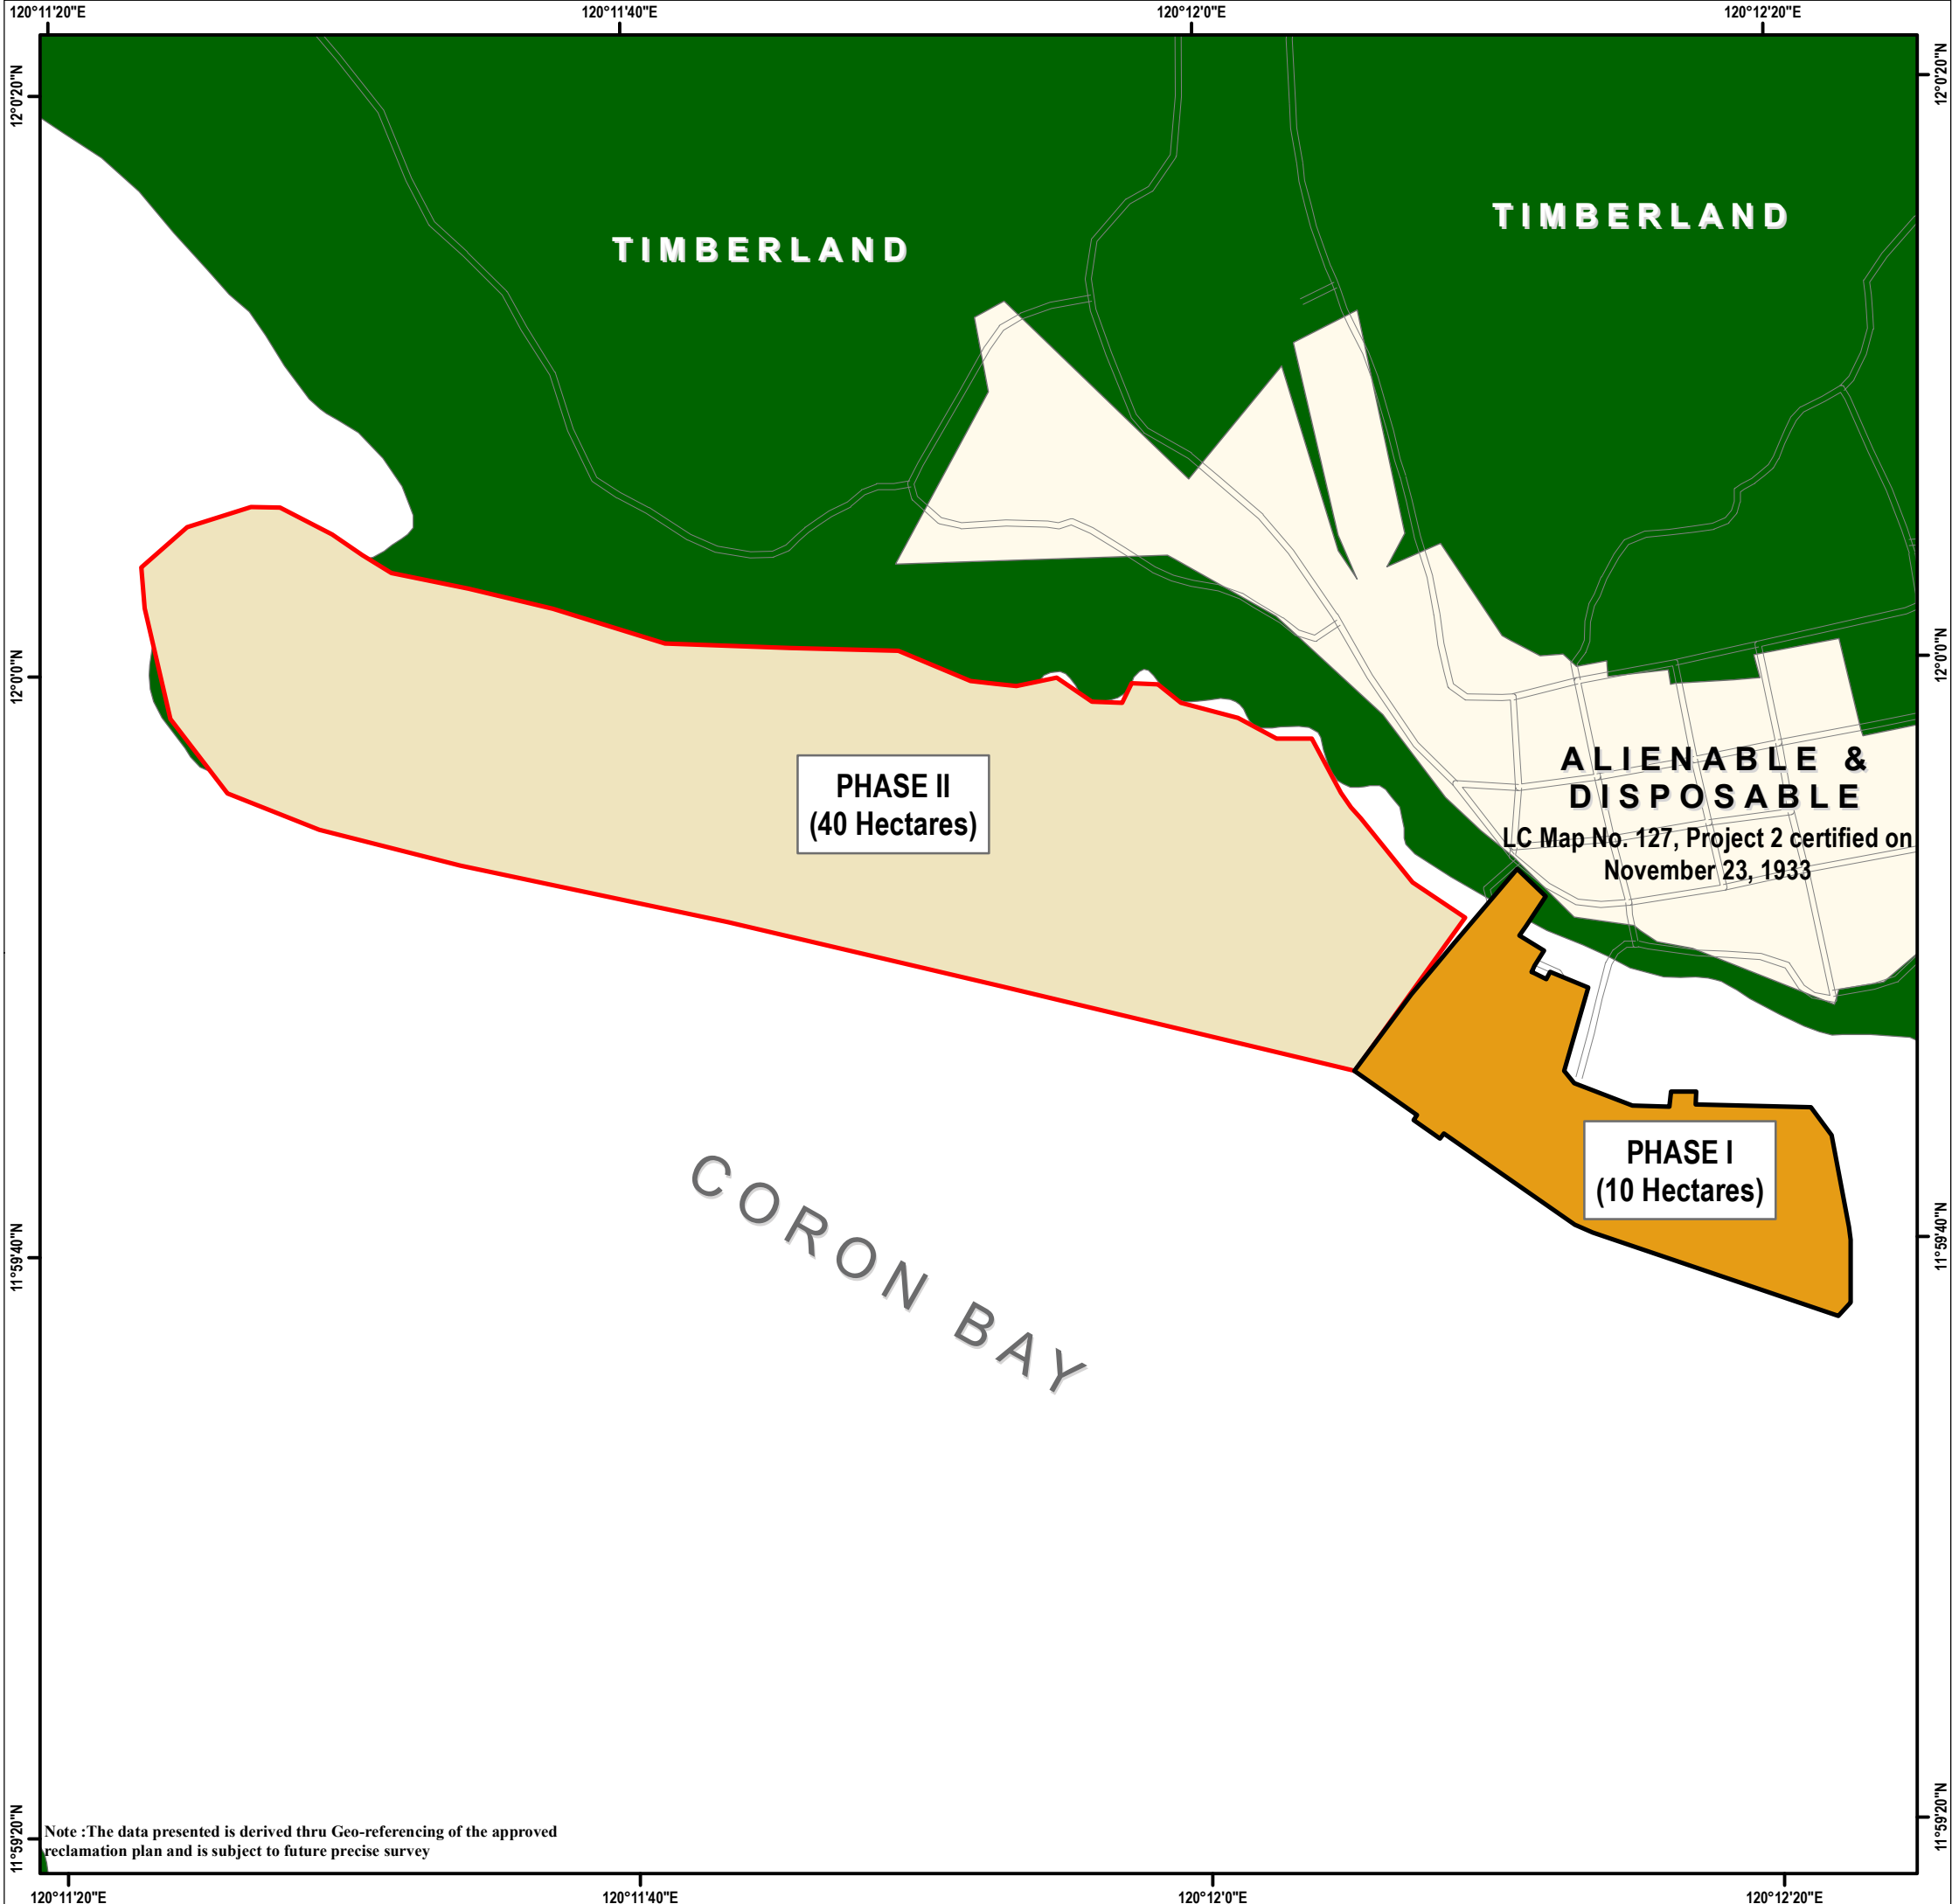 120°11'20"E
120°11'40"E
120°12'0"E
120°12'20"E
12°0'20"N
12°0'20"N
TIMBERLAND
TIMBERLAND
12°0'0"N
12°0'0"N
ALIENABLE &
DISPOSABLE
LC Map No. 127, Project 2 certified on
November 23, 1933
PHASE II
(40 Hectares)
PHASE I
(10 Hectares)
CORON BAY
11°59'40"N
11°59'40"N
11°59'20"N
11°59'20"N
Note :The data presented is derived thru Geo-referencing of the approved
reclamation plan and is subject to future precise survey
120°11'20"E
120°11'40"E
120°12'0"E
120°12'20"E